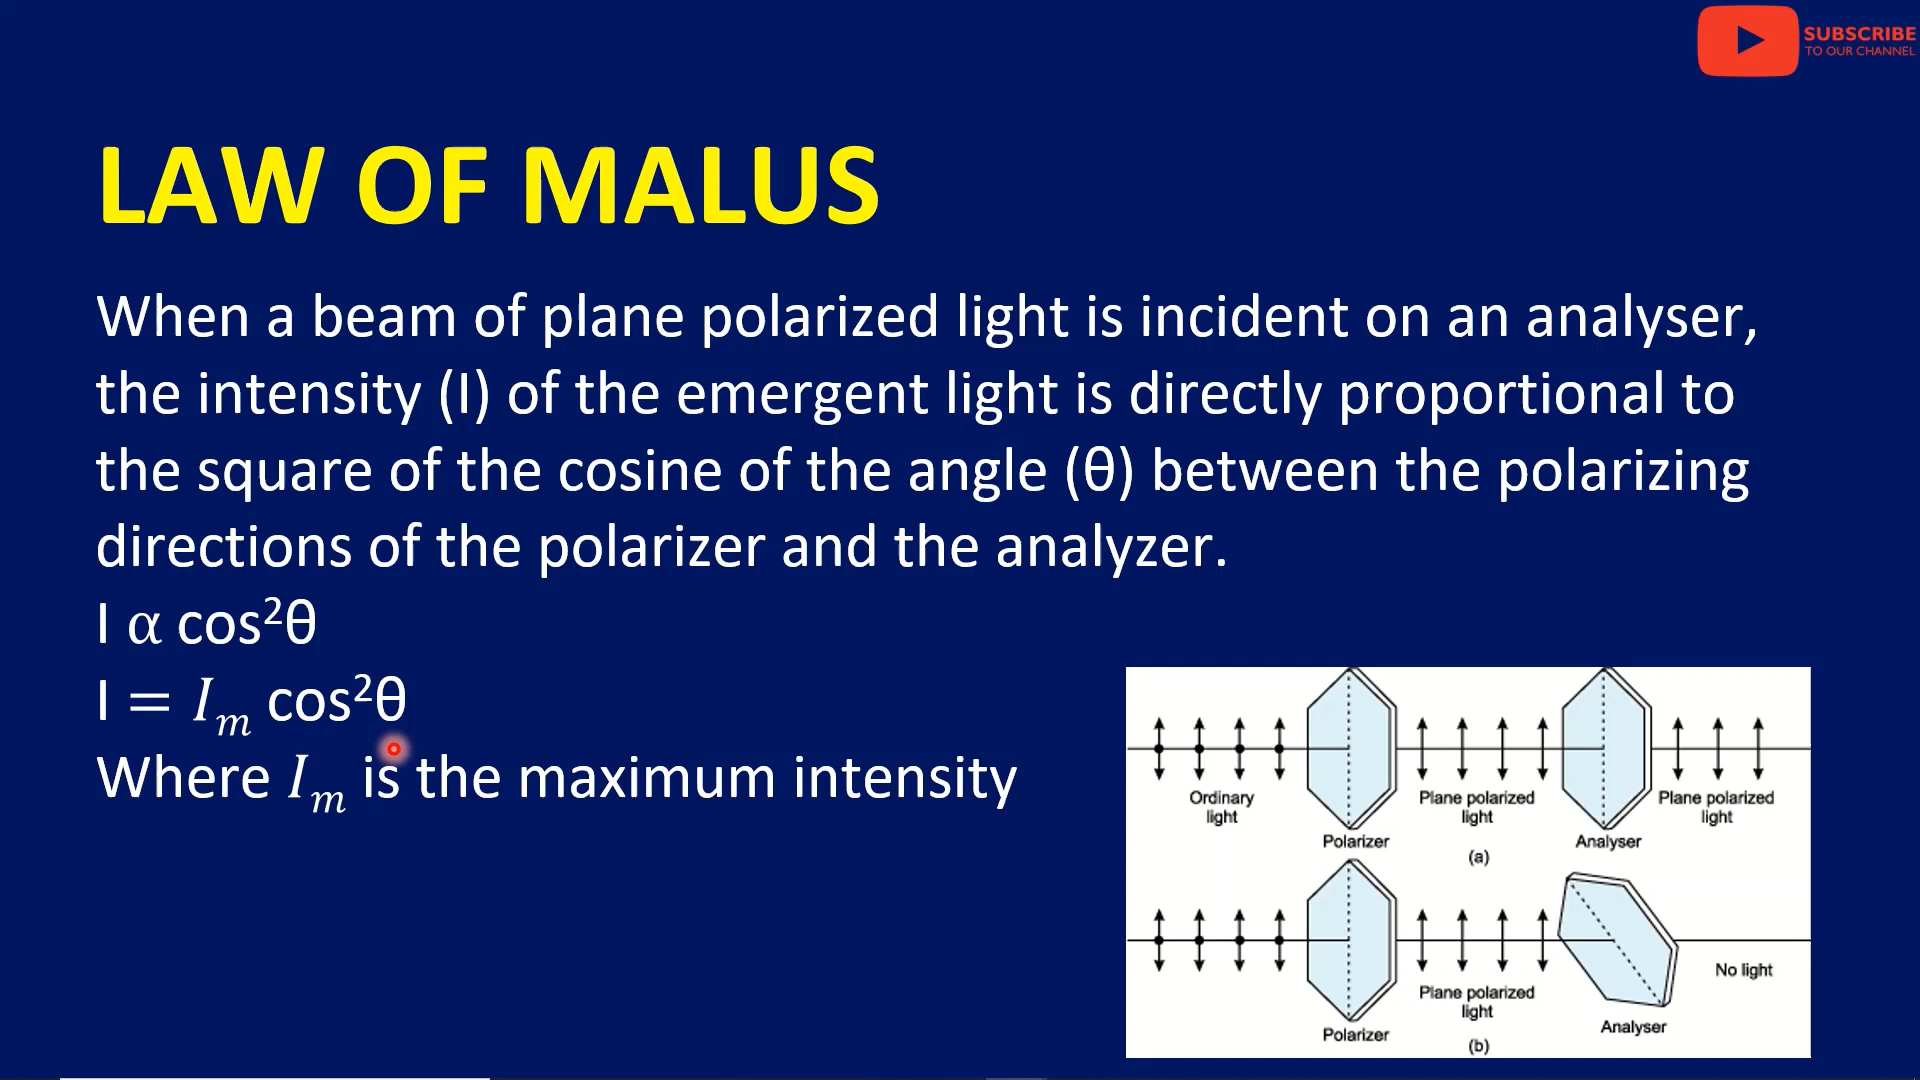 SUBSCRIBE
TO OUR CHANNEL
LAW OF MALUS
When a beam of plane polarized light is incident on an analyser,
the intensity (I) of the emergent light is directly proportional to
the square of the cosine of the angle (θ) between the polarizing
directions of the polarizer and the analyzer.
I α cos²θ
I = Iₘ cos²θ
Where Iₘ is the maximum intensity
Ordinary
light
Polarizer
Plane polarized
light
(a)
Analyser
Plane polarized
light
Polarizer
Plane polarized
light
(b)
Analyser
No light